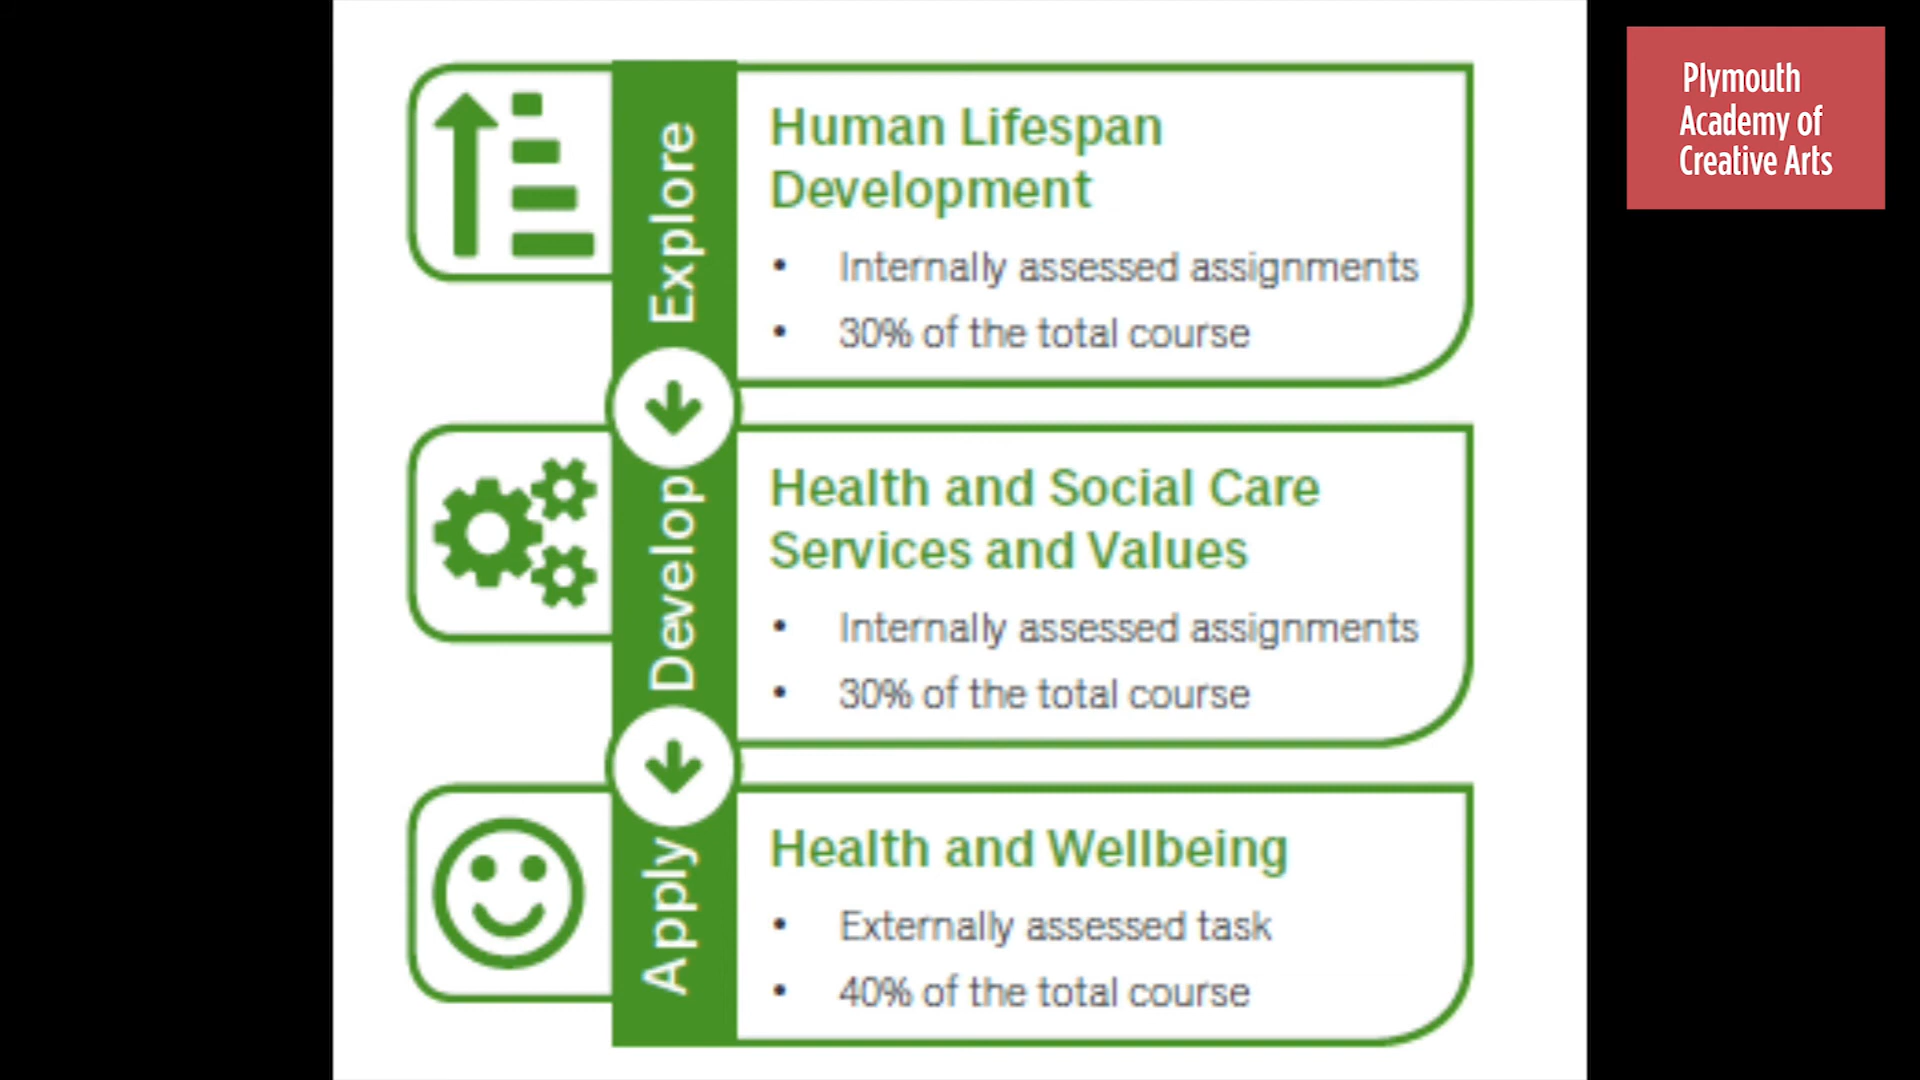 Plymouth
Academy of
Creative Arts
Explore
Human Lifespan
Development
• Internally assessed assignments
• 30% of the total course
Develop
Health and Social Care
Services and Values
• Internally assessed assignments
• 30% of the total course
Apply
Health and Wellbeing
• Externally assessed task
• 40% of the total course